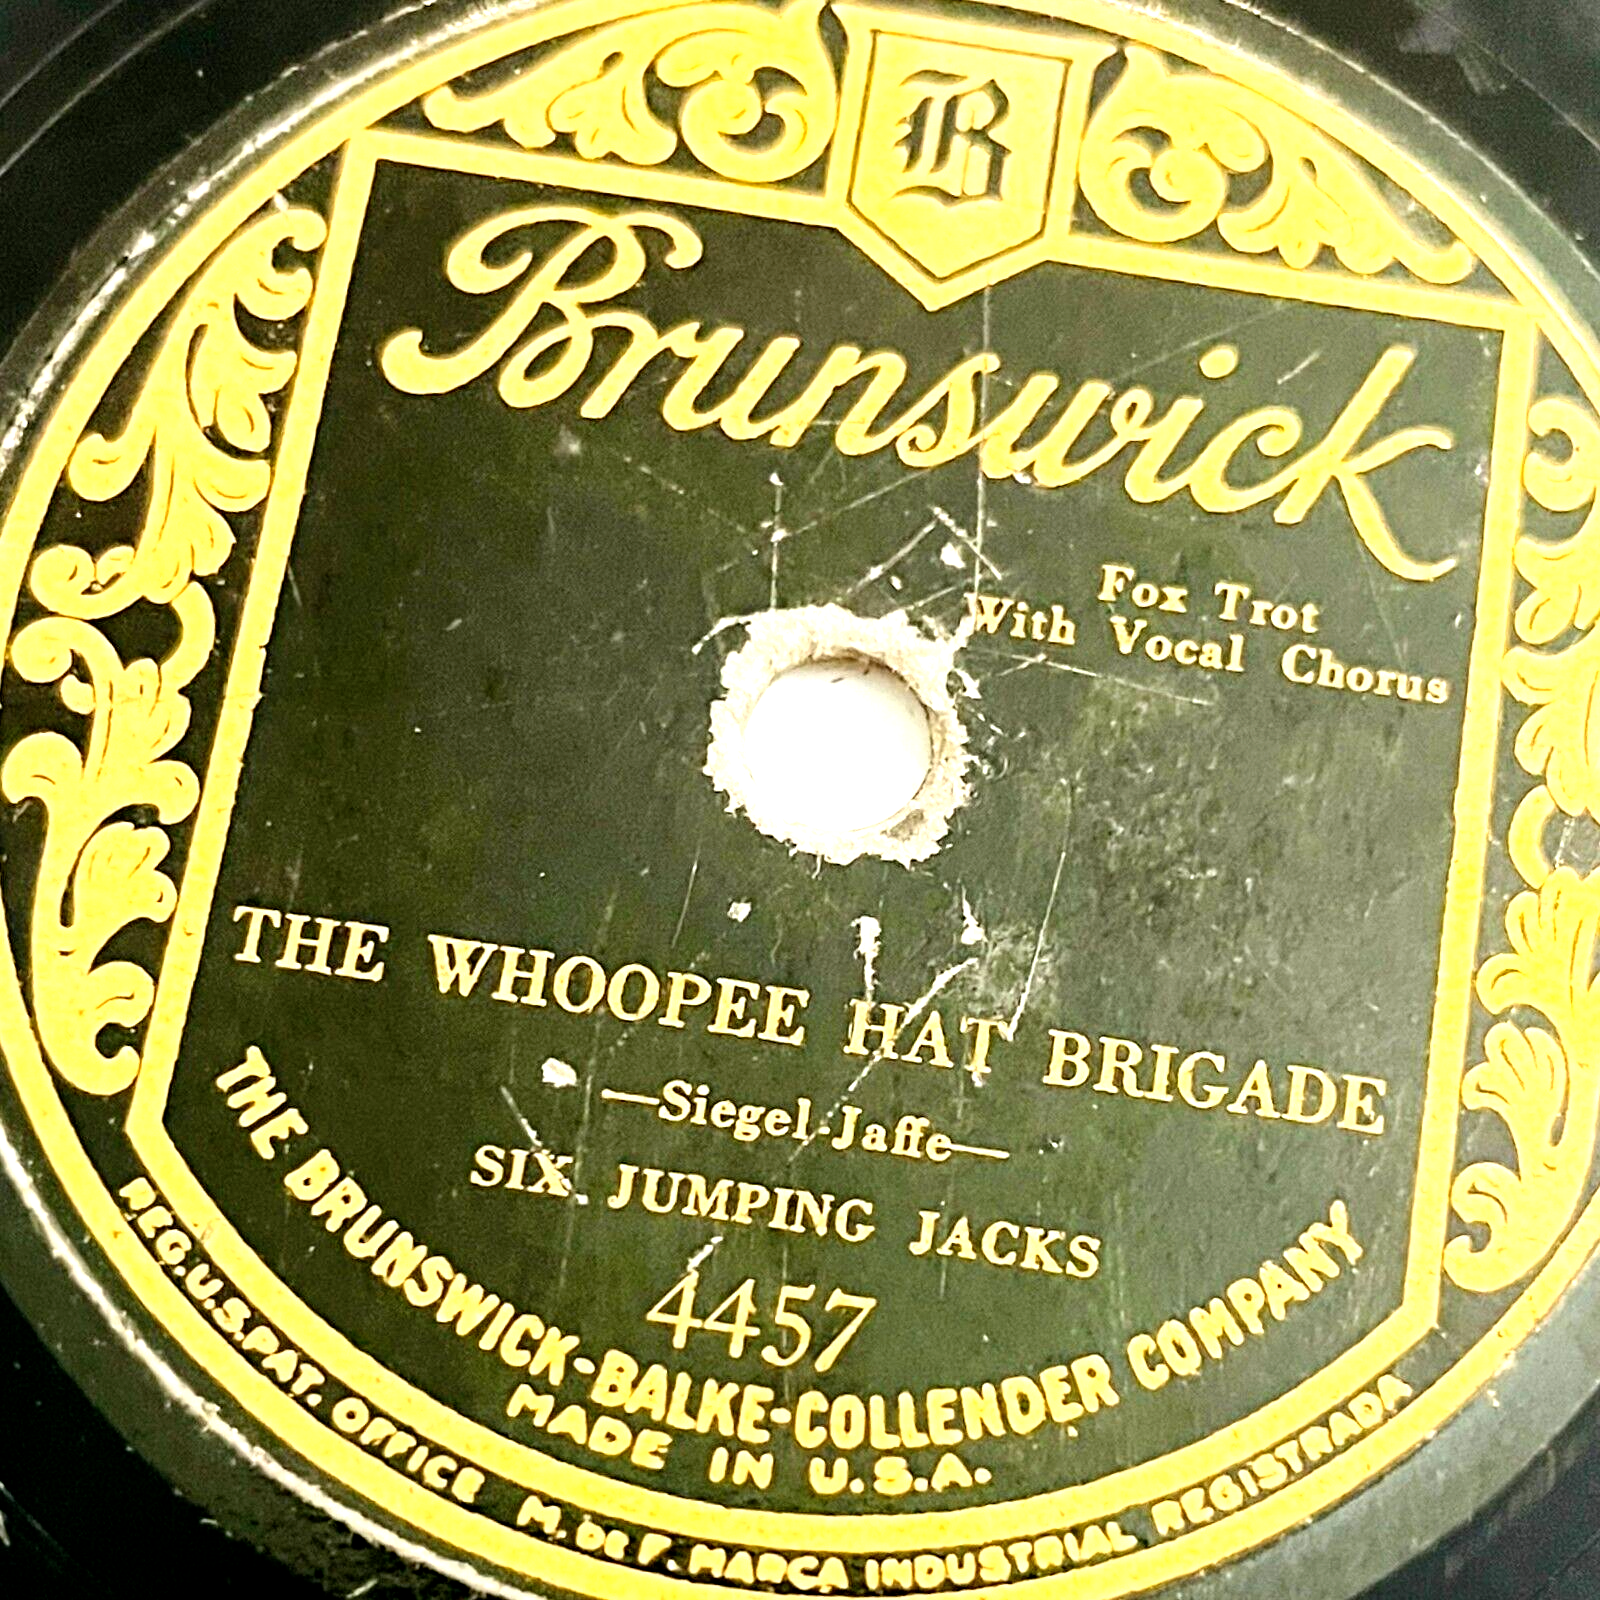 B
Brunswick
Fox Trot
With Vocal Chorus
THE WHOOPEE HAT BRIGADE
—Siegel-Jaffe—
SIX JUMPING JACKS
4457
THE BRUNSWICK-BALKE-COLLENDER COMPANY
MADE IN U.S.A.
REG.U.S.PAT. OFFICE M. DE F. MARCA INDUSTRIAL REGISTRADA